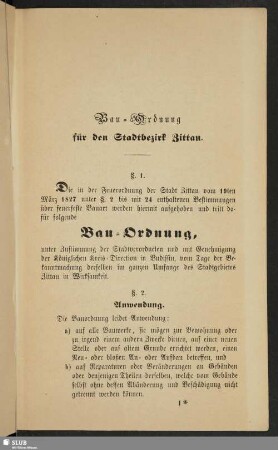 Bau-Ordnung
für den Stadtbezirk Zittau.
§. 1.
Die in der Feuerordnung der Stadt Zittau vom 19ten
März 1827 unter §. 2 bis mit 24 enthaltenen Bestimmungen
über feuerfeste Bauart werden hiermit aufgehoben und tritt da-
für folgende
Bau-Ordnung,
unter Zustimmung der Stadtverordneten und mit Genehmigung
der Königlichen Kreis-Direction in Budissin, vom Tage der Be-
kanntmachung derselben im ganzen Umfange des Stadtgebietes
Zittau in Wirksamkeit.
§. 2.
Anwendung.
Die Bauordnung leidet Anwendung:
a) auf alle Bauwerke, sie mögen zur Bewohnung oder
zu irgend einem andern Zwecke dienen, auf einer neuen
Stelle oder aus altem Grunde errichtet werden, einen
Neu- oder bloßen An- oder Aufbau betreffen, und
b) auf Reparaturen oder Veränderungen an Gebäuden
oder denjenigen Theilen derselben, welche vom Gebäude
selbst ohne dessen Abänderung und Beschädigung nicht
getrennt werden können.
1*
SLUB